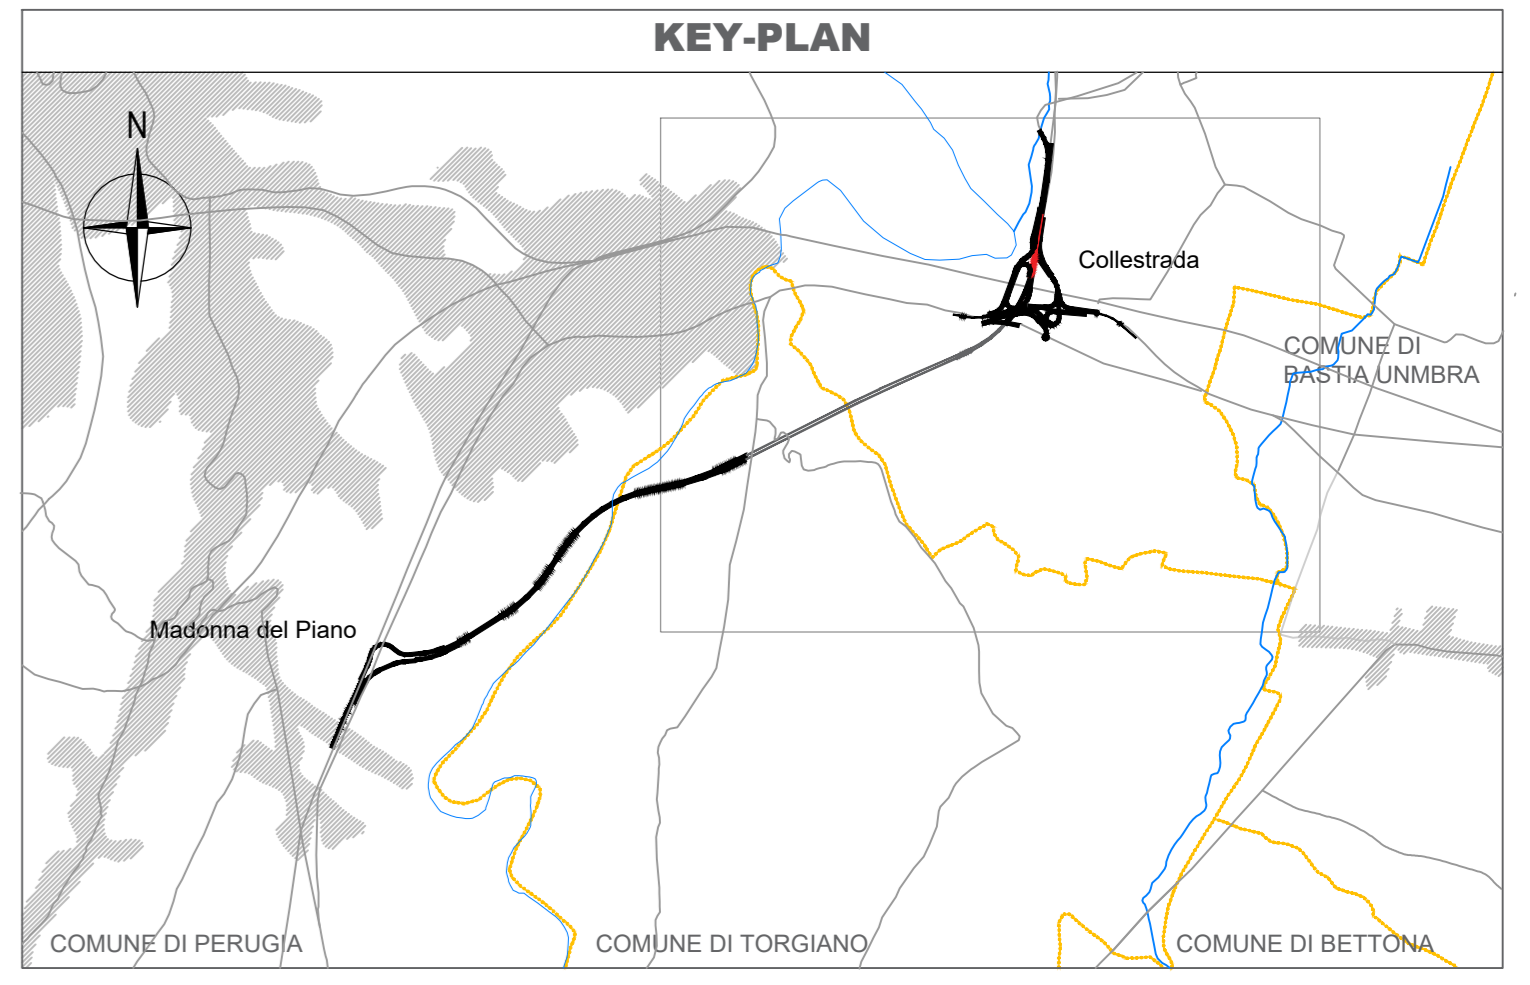 KEY-PLAN
N
Collestrada
COMUNE DI
BASTIA UNMBRA
Madonna del Piano
COMUNE DI PERUGIA
COMUNE DI TORGIANO
COMUNE DI BETTONA